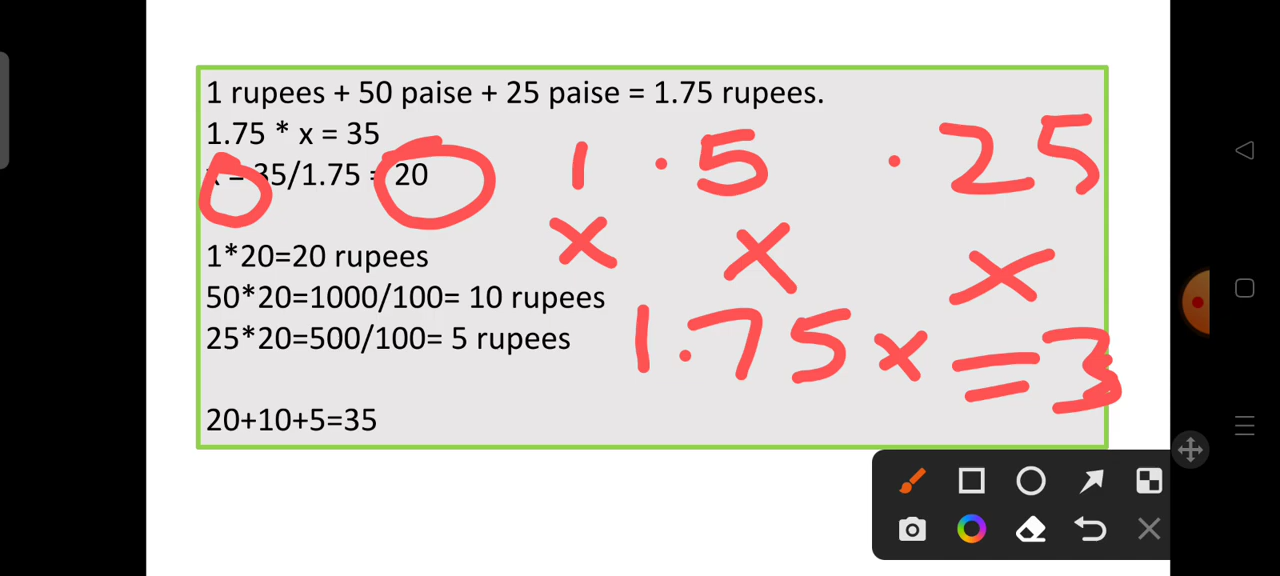 1 rupees + 50 paise + 25 paise = 1.75 rupees.
1.75 * x = 35
x = 35/1.75 = 20
1 .5 .25
x x x
1*20=20 rupees
50*20=1000/100= 10 rupees
25*20=500/100= 5 rupees
1.75 x = 3
20+10+5=35